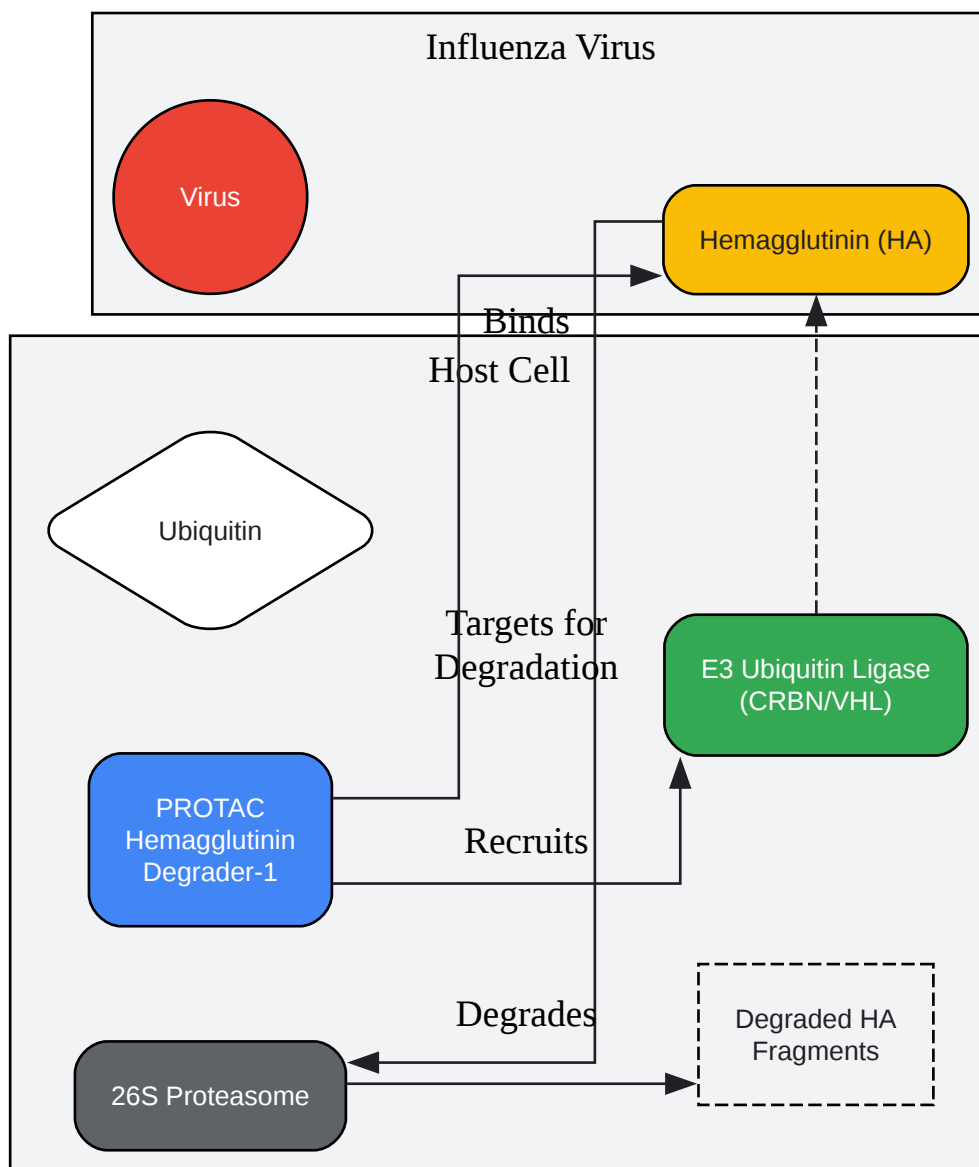 Influenza Virus
Virus
Hemagglutinin (HA)
Binds
Host Cell
Ubiquitin
Targets for
Degradation
E3 Ubiquitin Ligase
(CRBN/VHL)
PROTAC
Hemagglutinin
Degrader-1
Recruits
Degrades
Degraded HA
Fragments
26S Proteasome